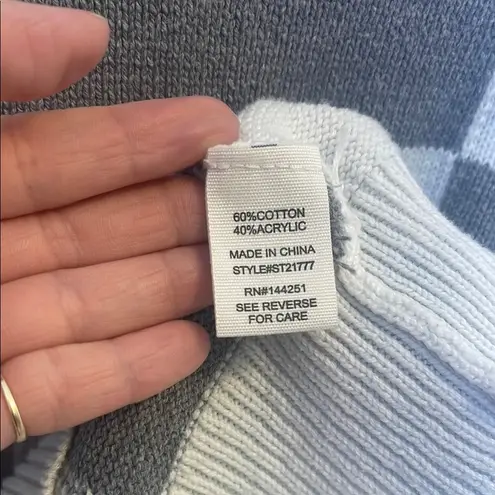 60%COTTON
40%ACRYLIC
MADE IN CHINA
STYLE#ST21777
RN#144251
SEE REVERSE
FOR CARE